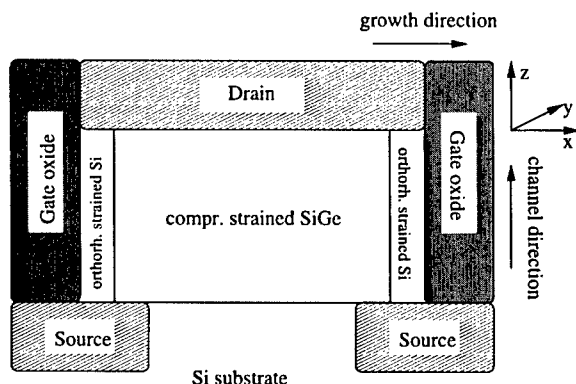 growth direction
Drain
z
y
x
Gate oxide
orthorh. strained Si
compr. strained SiGe
orthorh. strained Si
Gate oxide
channel direction
Source
Source
Si substrate